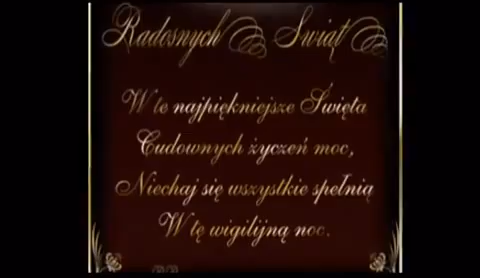 Radosnych Świąt
W te najpiękniejsze Święta
Cudownych życzeń moc,
Niechaj się wszystkie spełnią
W tę wigilijną noc.